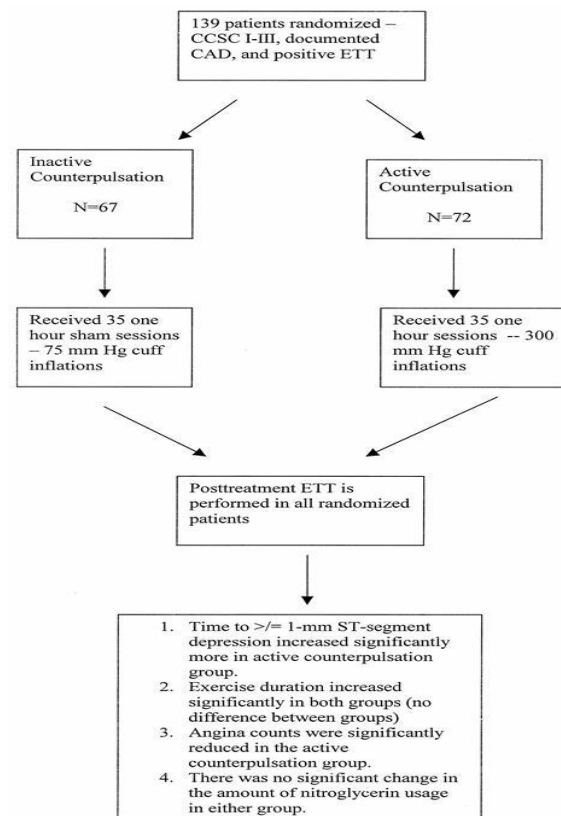 139 patients randomized –
CCSC I-III, documented
CAD, and positive ETT
Inactive
Counterpulsation
N=67
Active
Counterpulsation
N=72
Received 35 one
hour sham sessions
– 75 mm Hg cuff
inflations
Received 35 one
hour sessions -- 300
mm Hg cuff
inflations
Posttreatment ETT is
performed in all randomized
patients
1. Time to >/= 1-mm ST-segment
depression increased significantly
more in active counterpulsation
group.
2. Exercise duration increased
significantly in both groups (no
difference between groups)
3. Angina counts were significantly
reduced in the active
counterpulsation group.
4. There was no significant change in
the amount of nitroglycerin usage
in either group.